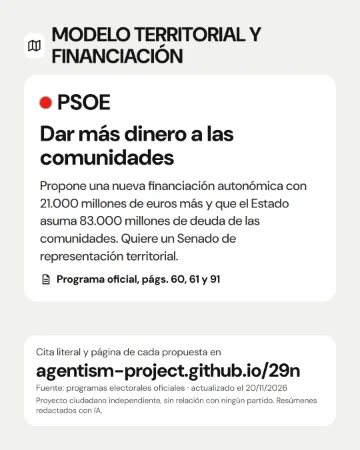 MODELO TERRITORIAL Y
FINANCIACIÓN
PSOE
Dar más dinero a las
comunidades
Propone una nueva financiación autonómica con
21.000 millones de euros más y que el Estado
asuma 83.000 millones de deuda de las
comunidades. Quiere un Senado de
representación territorial.
Programa oficial, págs. 60, 61 y 91
Cita literal y página de cada propuesta en
agentism-project.github.io/29n
Fuente: programas electorales oficiales · actualizado el 20/11/2026
Proyecto ciudadano independiente, sin relación con ningún partido. Resúmenes
redactados con IA.